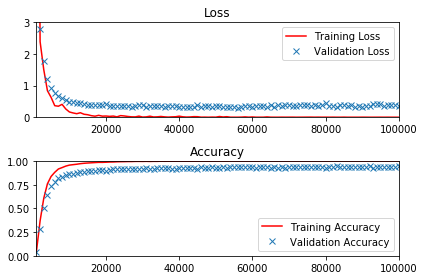 Loss
3
2
1
0
Training Loss
Validation Loss
20000 40000 60000 80000 100000
Accuracy
1.00
0.75
0.50
0.25
0.00
Training Accuracy
Validation Accuracy
20000 40000 60000 80000 100000